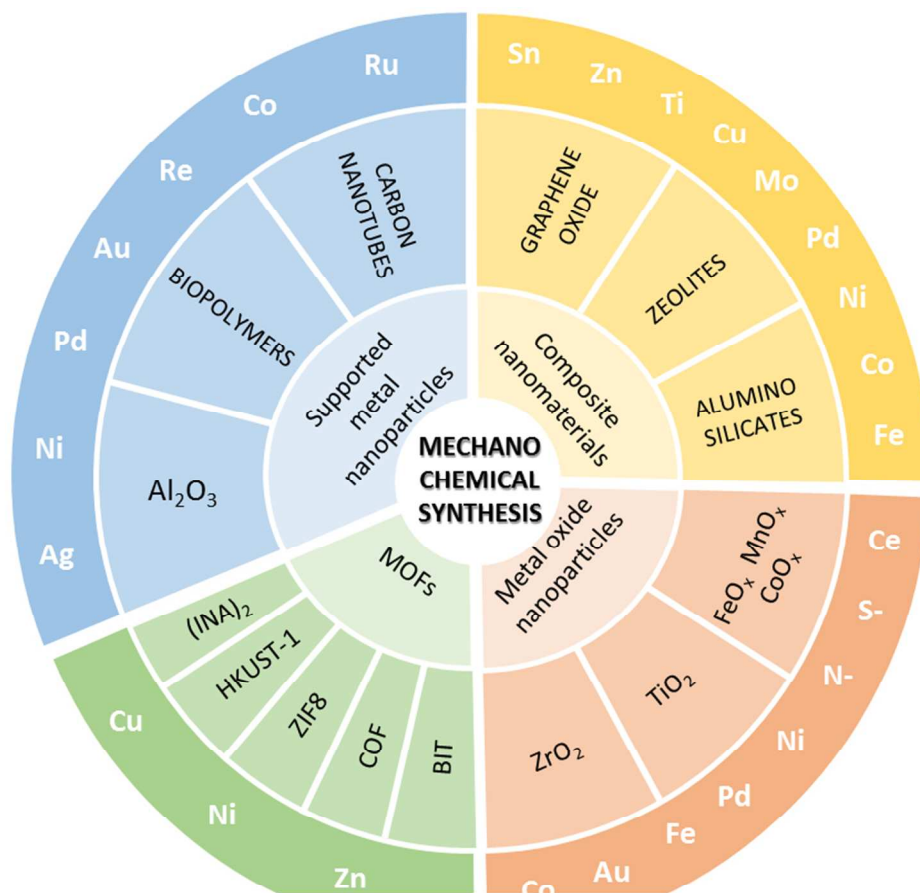 MECHANO
CHEMICAL
SYNTHESIS
Supported
metal
nanoparticles
CARBON
NANOTUBES
BIOPOLYMERS
Al₂O₃
Ru
Co
Re
Au
Pd
Ni
Ag
Composite
nanomaterials
GRAPHENE
OXIDE
ZEOLITES
ALUMINO
SILICATES
Sn
Zn
Ti
Cu
Mo
Pd
Ni
Co
Fe
Metal oxide
nanoparticles
FeOₓ MnOₓ
CoOₓ
TiO₂
ZrO₂
Ce
S-
N-
Ni
Pd
Fe
Au
Co
MOFs
(INA)₂
HKUST-1
ZIF8
COF
BIT
Cu
Ni
Zn